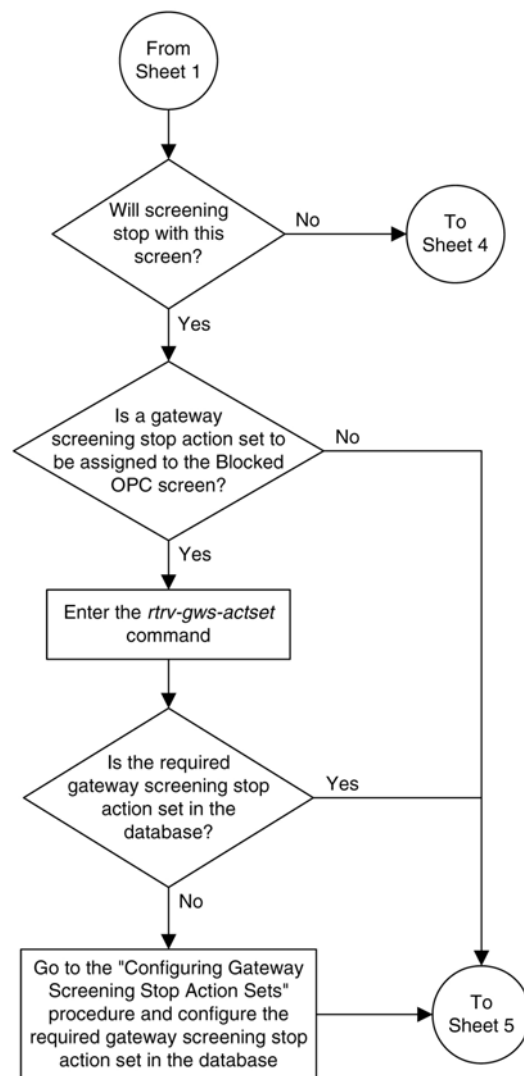 From
Sheet 1
Will screening
stop with this
screen?
No
To
Sheet 4
Yes
Is a gateway
screening stop action set to
be assigned to the Blocked
OPC screen?
No
Yes
Enter the rtrv-gws-actset
command
Is the required
gateway screening stop
action set in the
database?
Yes
No
Go to the "Configuring Gateway
Screening Stop Action Sets"
procedure and configure the
required gateway screening stop
action set in the database
To
Sheet 5